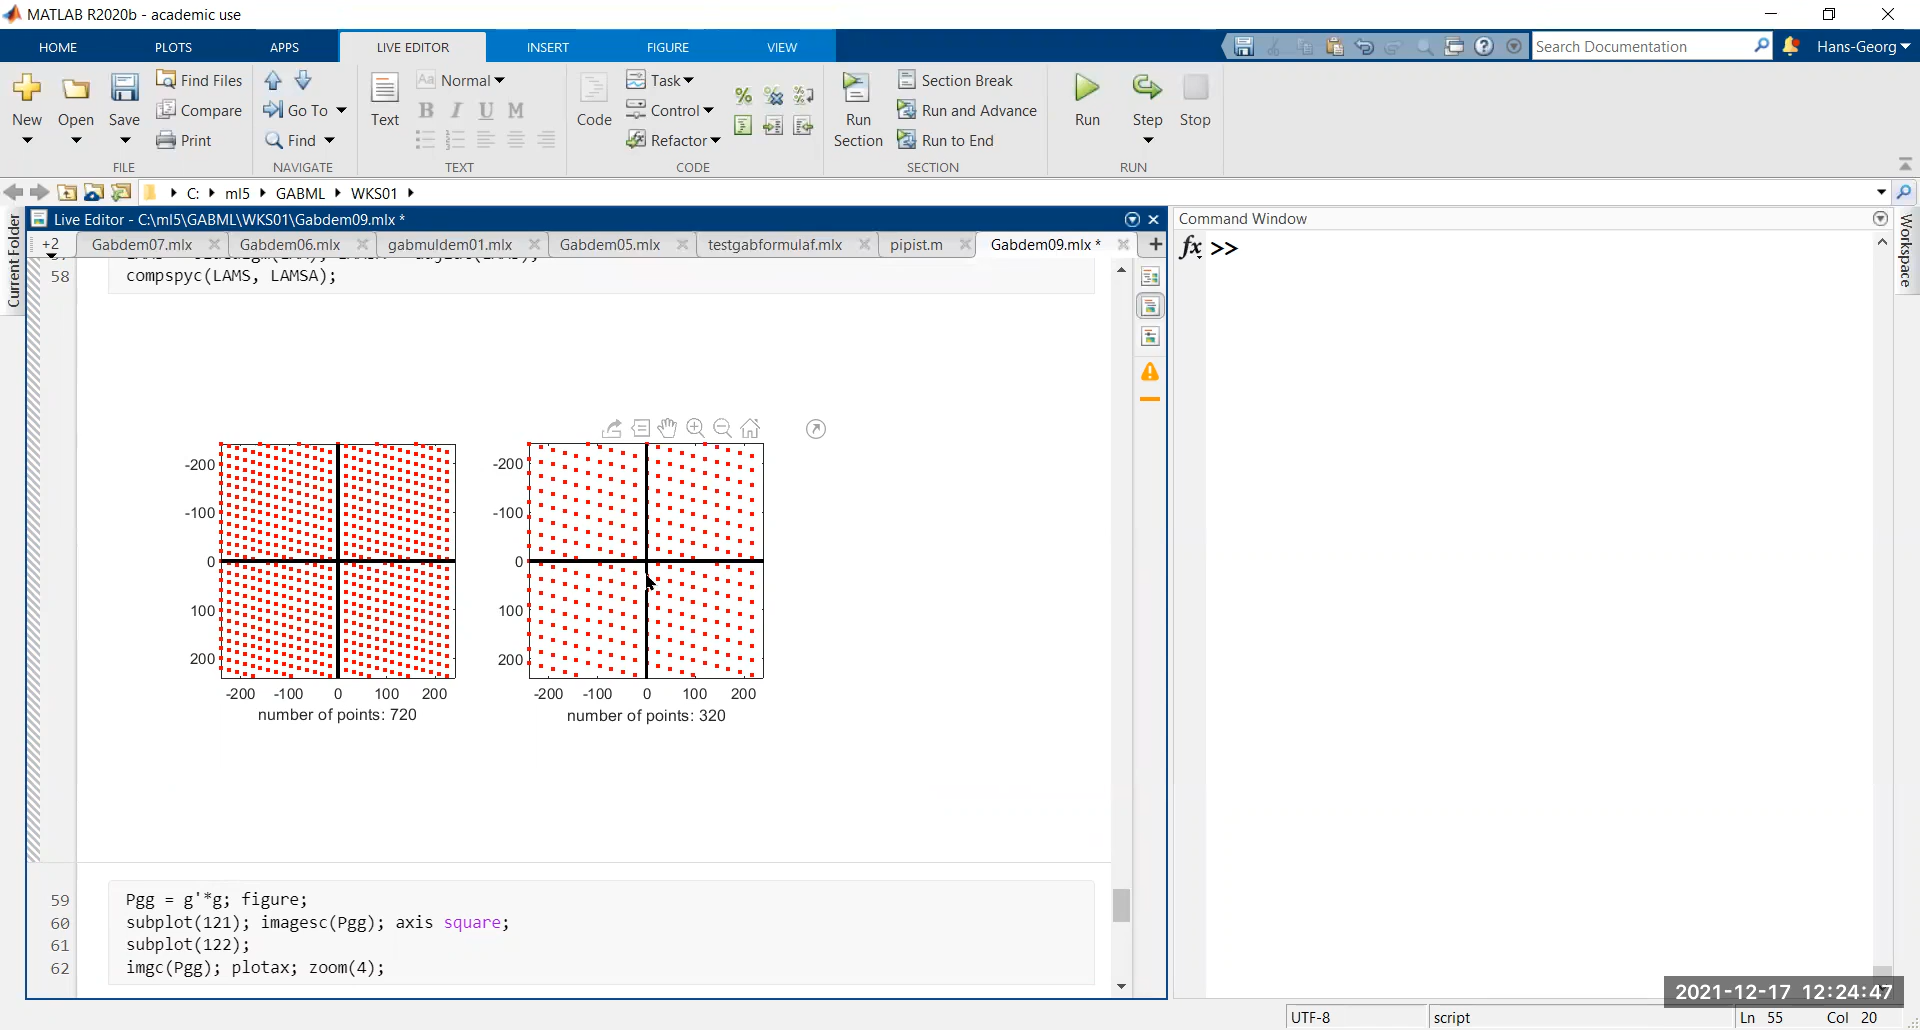 MATLAB R2020b - academic use
HOME PLOTS APPS LIVE EDITOR INSERT FIGURE VIEW
Search Documentation
Hans-Georg
New
Open
Save
Find Files
Compare
Print
FILE
Go To
Find
NAVIGATE
Text
Aa Normal
B I U M
TEXT
Code
Task
Control
Refactor
CODE
Run
Section
Section Break
Run and Advance
Run to End
SECTION
Run
Step
Stop
RUN
C: ml5 GABML WKS01
Current Folder
Live Editor - C:\ml5\GABML\WKS01\Gabdem09.mlx *
+2 Gabdem07.mlx Gabdem06.mlx gabmuldem01.mlx Gabdem05.mlx testgabformulaf.mlx pipist.m Gabdem09.mlx *
58 compspyc(LAMS, LAMSA);
-200
-100
0
100
200
-200 -100 0 100 200
number of points: 720
-200
-100
0
100
200
-200 -100 0 100 200
number of points: 320
59 Pgg = g'*g; figure;
60 subplot(121); imagesc(Pgg); axis square;
61 subplot(122);
62 imgc(Pgg); plotax; zoom(4);
Command Window
fx >>
Workspace
2021-12-17 12:24:47
UTF-8 script Ln 55 Col 20